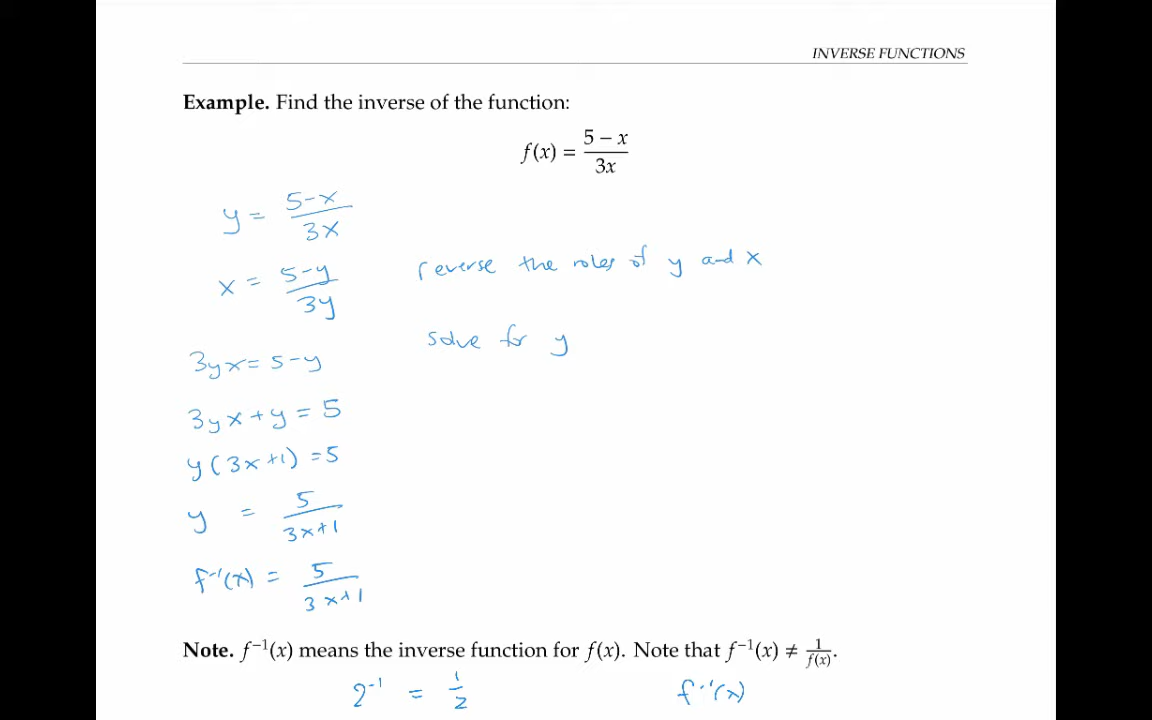 INVERSE FUNCTIONS
Example. Find the inverse of the function:
f(x) = (5 − x)/(3x)
y = (5-x)/(3x)
x = (5-y)/(3y) reverse the roles of y and x
solve for y
3yx = 5-y
3yx + y = 5
y(3x+1) = 5
y = 5/(3x+1)
f⁻¹(x) = 5/(3x+1)
Note. f⁻¹(x) means the inverse function for f(x). Note that f⁻¹(x) ≠ 1/f(x).
2⁻¹ = 1/2 f⁻¹(x)